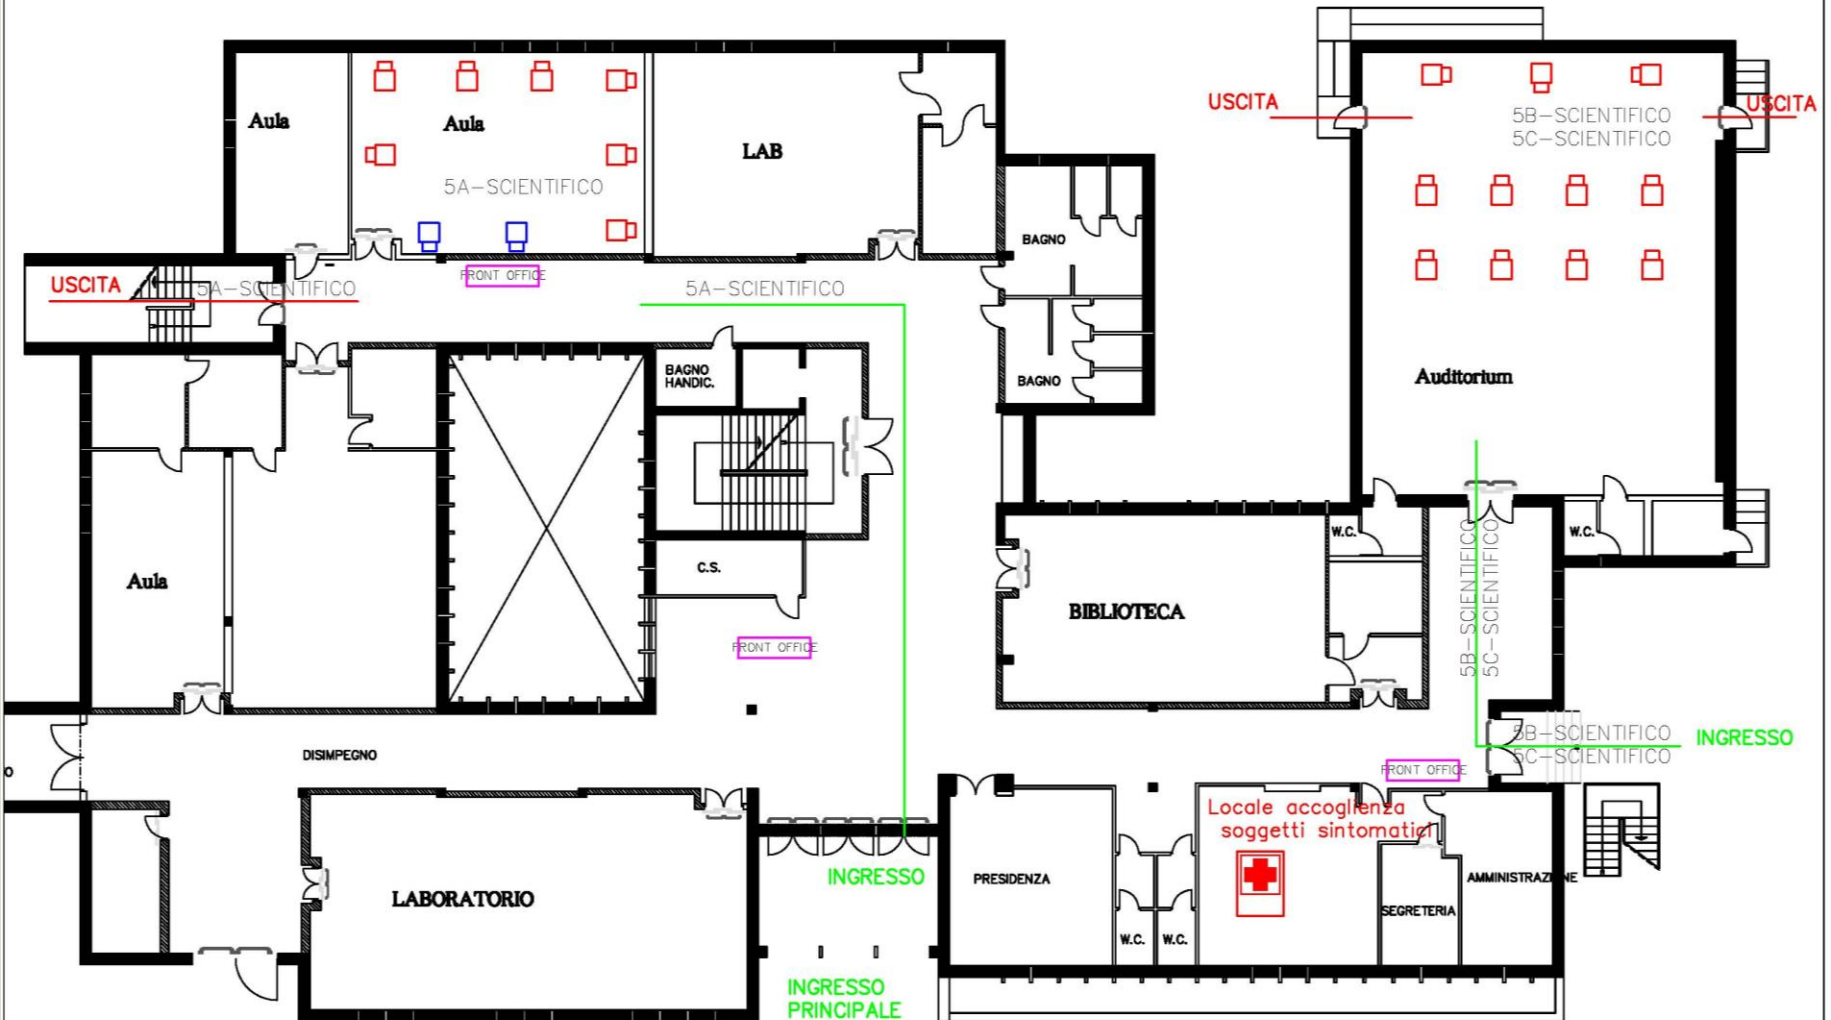 USCITA
USCITA
Aula
Aula
5B-SCIENTIFICO
5C-SCIENTIFICO
LAB
5A-SCIENTIFICO
BAGNO
FRONT OFFICE
USCITA
5A-SCIENTIFICO
5A-SCIENTIFICO
BAGNO
HANDIC.
BAGNO
Auditorium
W.C.
W.C.
C.S.
Aula
BIBLIOTECA
5B-SCIENTIFICO
5C-SCIENTIFICO
FRONT OFFICE
5B-SCIENTIFICO
5C-SCIENTIFICO
INGRESSO
DISIMPEGNO
O
FRONT OFFICE
Locale accoglienza
soggetti sintomatici
INGRESSO
PRESIDENZA
AMMINISTRAZIONE
LABORATORIO
SEGRETERIA
W.C.
W.C.
INGRESSO
PRINCIPALE